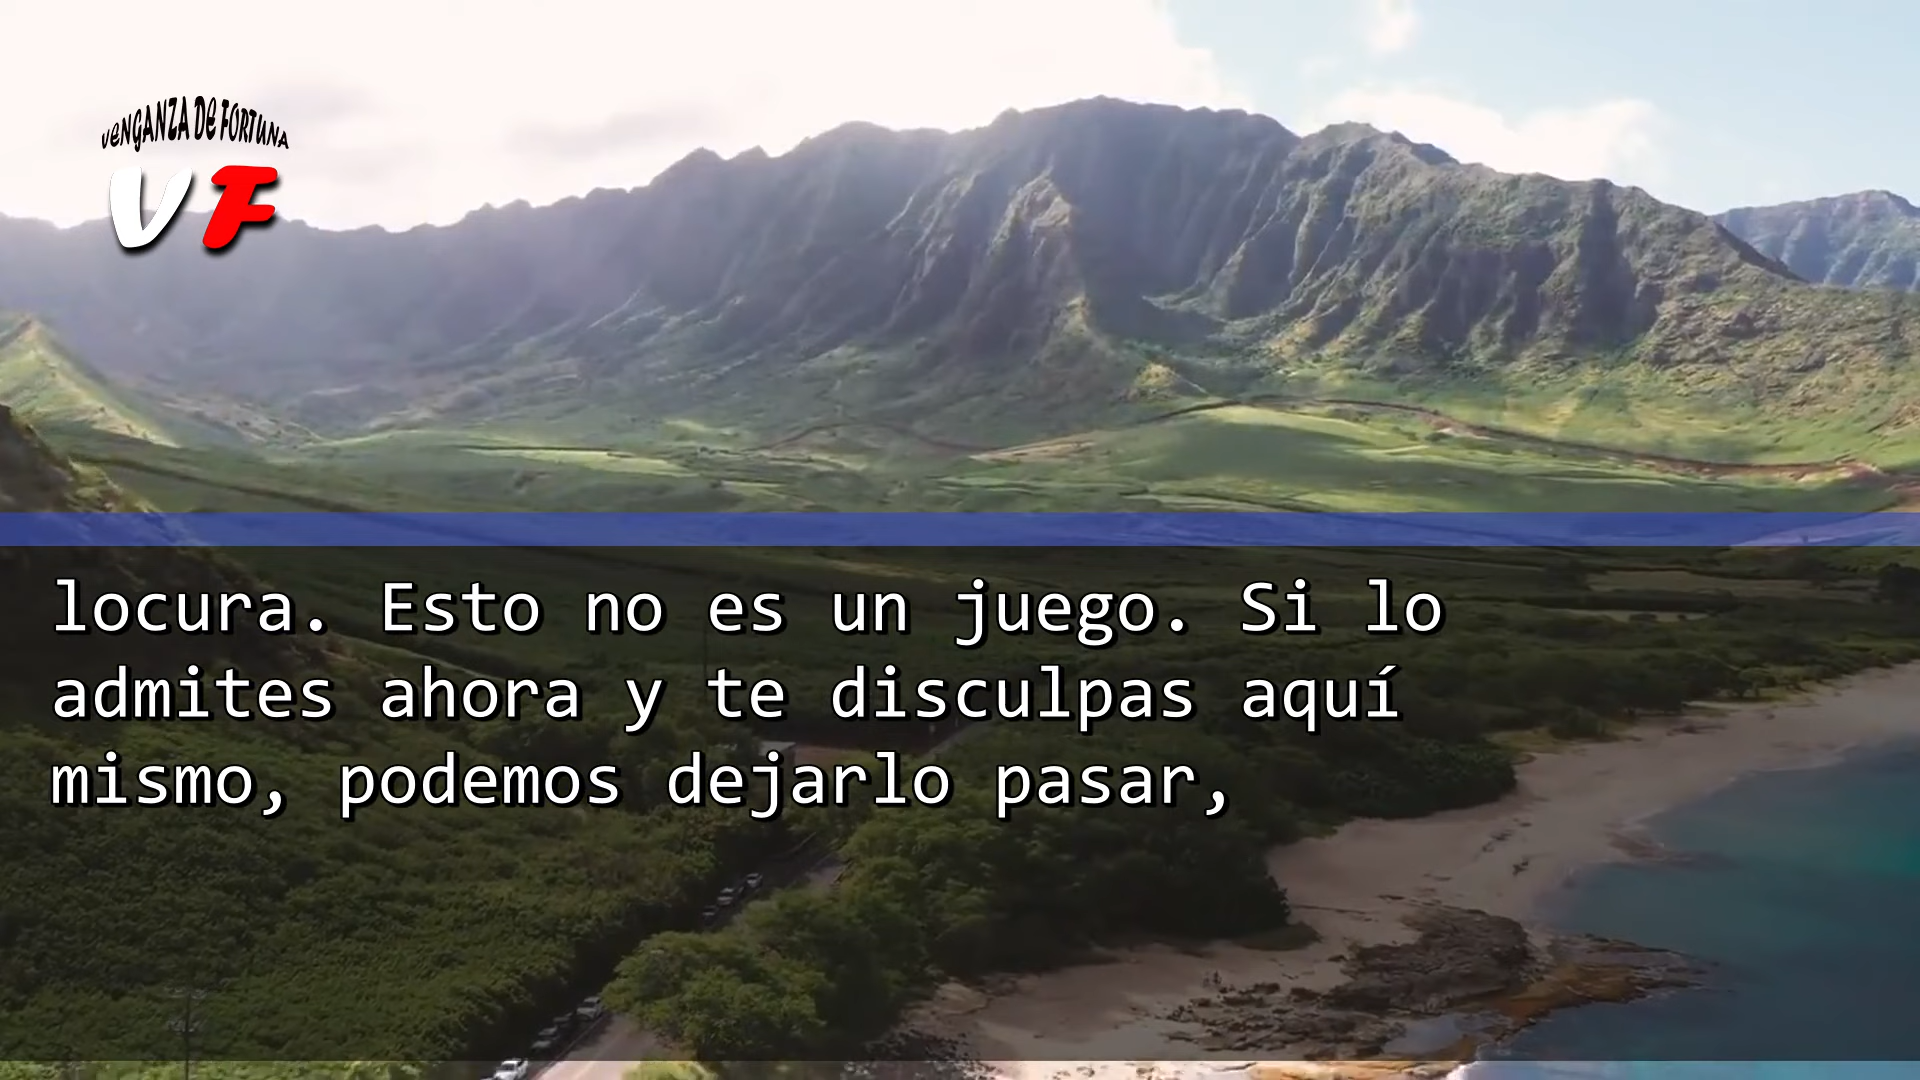 VENGANZA DE FORTUNA
VF
locura. Esto no es un juego. Si lo
admites ahora y te disculpas aquí
mismo, podemos dejarlo pasar,